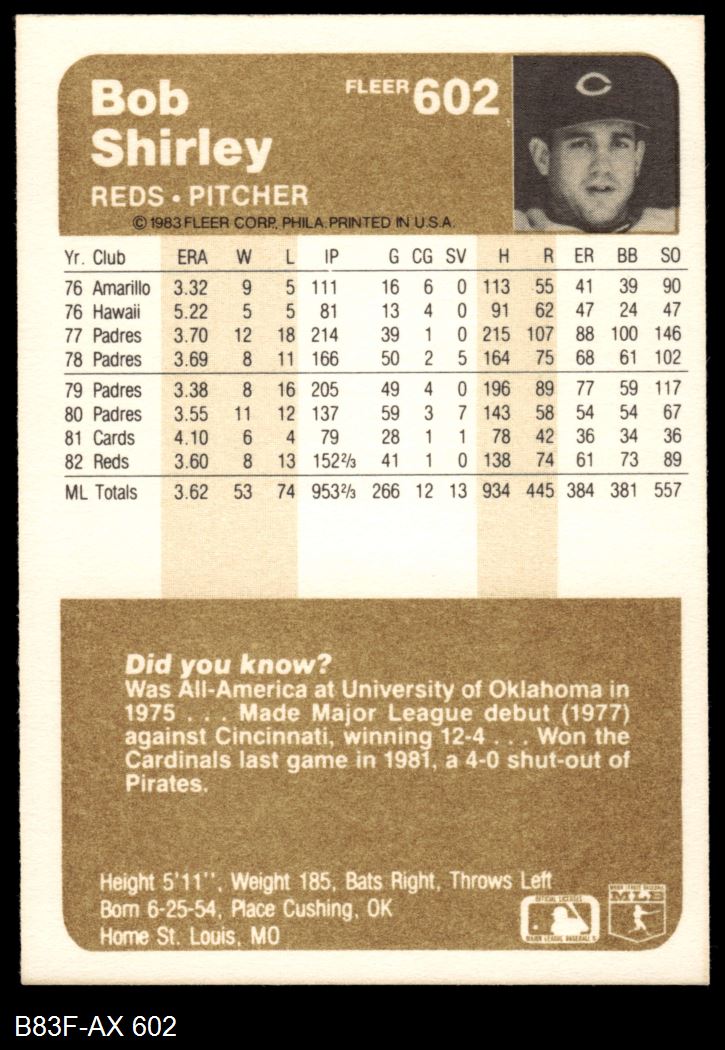 Bob
Shirley
FLEER 602
REDS • PITCHER
© 1983 FLEER CORP., PHILA. PRINTED IN U.S.A.
Yr. Club ERA W L IP G CG SV H R ER BB SO
76 Amarillo 3.32 9 5 111 16 6 0 113 55 41 39 90
76 Hawaii 5.22 5 5 81 13 4 0 91 62 47 24 47
77 Padres 3.70 12 18 214 39 1 0 215 107 88 100 146
78 Padres 3.69 8 11 166 50 2 5 164 75 68 61 102
79 Padres 3.38 8 16 205 49 4 0 196 89 77 59 117
80 Padres 3.55 11 12 137 59 3 7 143 58 54 54 67
81 Cards 4.10 6 4 79 28 1 1 78 42 36 34 36
82 Reds 3.60 8 13 152⅔ 41 1 0 138 74 61 73 89
ML Totals 3.62 53 74 953⅔ 266 12 13 934 445 384 381 557
Did you know?
Was All-America at University of Oklahoma in
1975 . . . Made Major League debut (1977)
against Cincinnati, winning 12-4 . . . Won the
Cardinals last game in 1981, a 4-0 shut-out of
Pirates.
Height 5'11'', Weight 185, Bats Right, Throws Left
Born 6-25-54, Place Cushing, OK
Home St. Louis, MO
MLB
B83F-AX 602